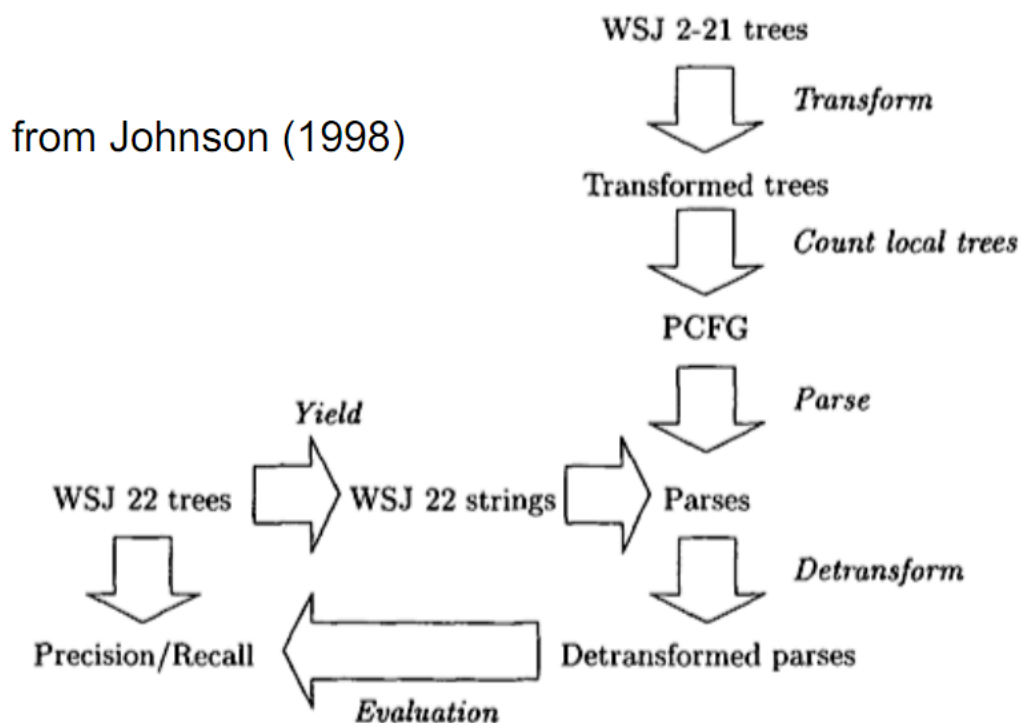 WSJ 2-21 trees
Transform
from Johnson (1998)
Transformed trees
Count local trees
PCFG
Parse
Yield
WSJ 22 trees
WSJ 22 strings
Parses
Detransform
Precision/Recall
Detransformed parses
Evaluation